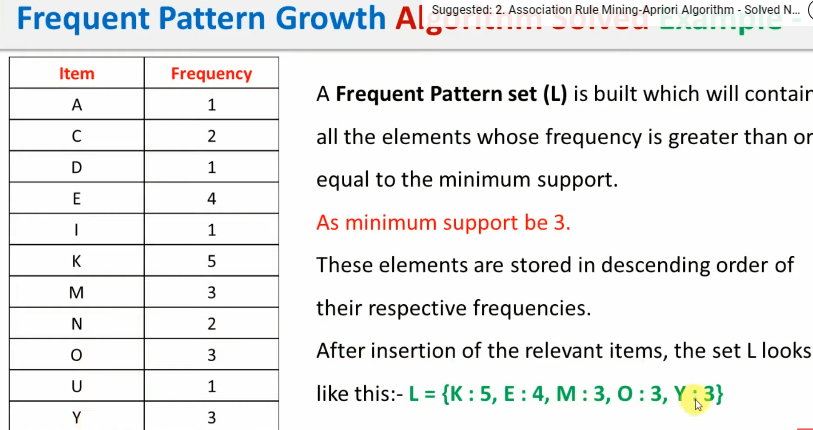 Frequent Pattern Growth Algorithm Solved Example -
Suggested: 2. Association Rule Mining-Apriori Algorithm - Solved N...
Item Frequency
A 1
C 2
D 1
E 4
I 1
K 5
M 3
N 2
O 3
U 1
Y 3
A Frequent Pattern set (L) is built which will contain
all the elements whose frequency is greater than or
equal to the minimum support.
As minimum support be 3.
These elements are stored in descending order of
their respective frequencies.
After insertion of the relevant items, the set L looks
like this:- L = {K : 5, E : 4, M : 3, O : 3, Y : 3}